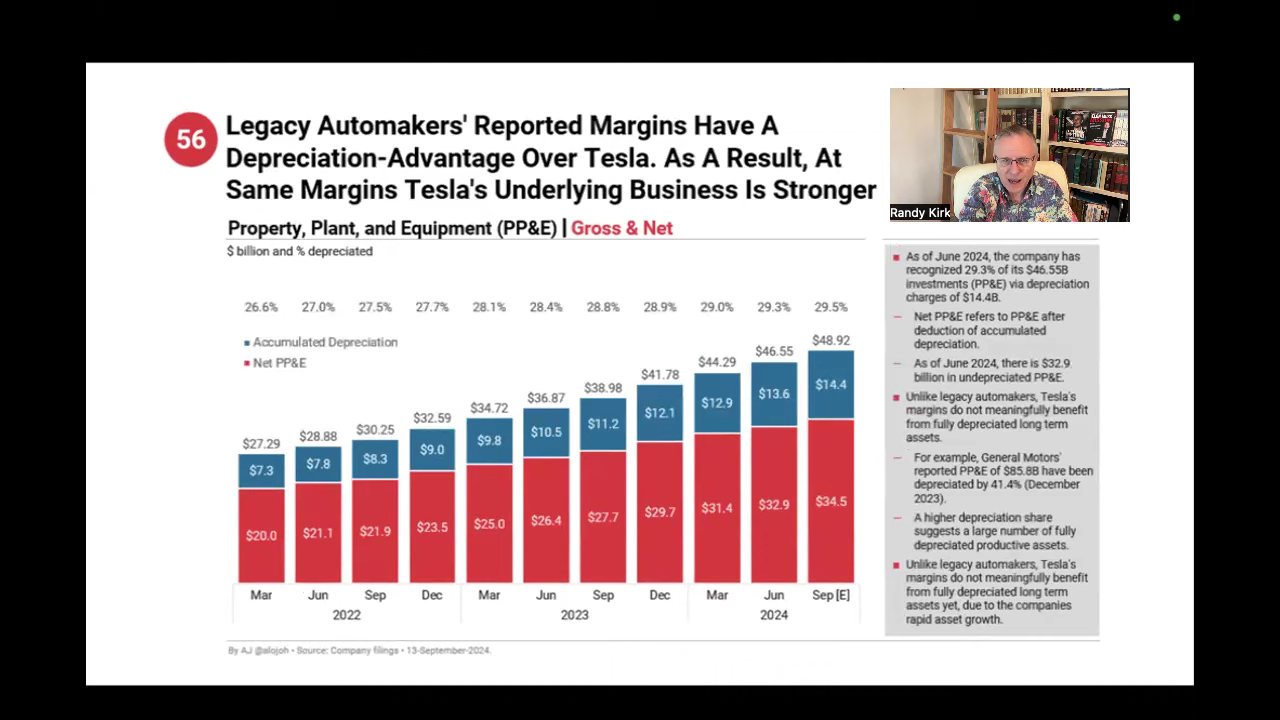 56
Legacy Automakers' Reported Margins Have A
Depreciation-Advantage Over Tesla. As A Result, At
Same Margins Tesla's Underlying Business Is Stronger
Randy Kirk
Property, Plant, and Equipment (PP&E) | Gross & Net
$ billion and % depreciated
26.6% 27.0% 27.5% 27.7% 28.1% 28.4% 28.8% 28.9% 29.0% 29.3% 29.5%
Accumulated Depreciation
Net PP&E
$27.29 $28.88 $30.25 $32.59 $34.72 $36.87 $38.98 $41.78 $44.29 $46.55 $48.92
$7.3 $7.8 $8.3 $9.0 $9.8 $10.5 $11.2 $12.1 $12.9 $13.6 $14.4
$20.0 $21.1 $21.9 $23.5 $25.0 $26.4 $27.7 $29.7 $31.4 $32.9 $34.5
Mar Jun Sep Dec Mar Jun Sep Dec Mar Jun Sep [E]
2022 2023 2024
As of June 2024, the company has
recognized 29.3% of its $46.55B
investments (PP&E) via depreciation
charges of $14.4B.
Net PP&E refers to PP&E after
deduction of accumulated
depreciation.
As of June 2024, there is $32.9
billion in undepreciated PP&E.
Unlike legacy automakers, Tesla's
margins do not meaningfully benefit
from fully depreciated long term
assets.
For example, General Motors'
reported PP&E of $85.8B have been
depreciated by 41.4% (December
2023).
A higher depreciation share
suggests a large number of fully
depreciated productive assets.
Unlike legacy automakers, Tesla's
margins do not meaningfully benefit
from fully depreciated long term
assets yet, due to the companies
rapid asset growth.
By AJ @alojoh • Source: Company filings • 13-September-2024.